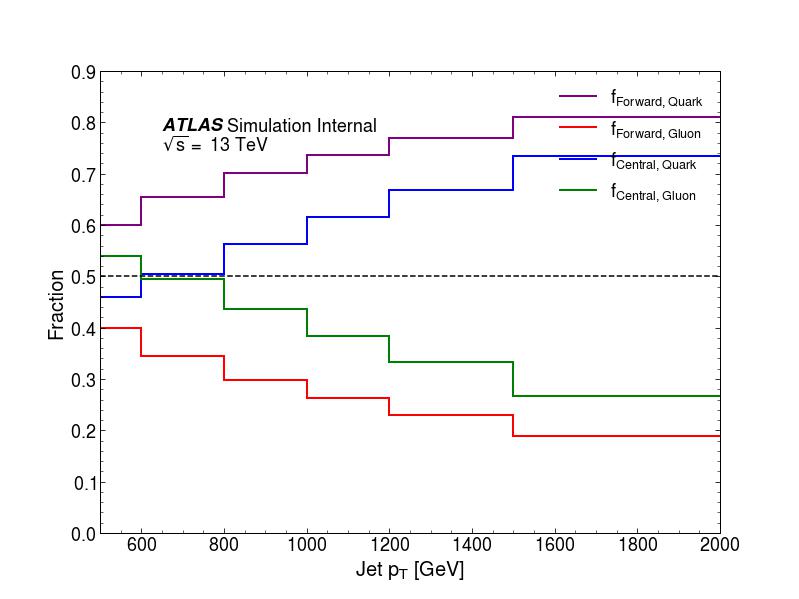 0.9
0.8
0.7
0.6
0.5
0.4
0.3
0.2
0.1
0.0
Fraction
ATLAS Simulation Internal
√s = 13 TeV
f_Forward, Quark
f_Forward, Gluon
f_Central, Quark
f_Central, Gluon
600 800 1000 1200 1400 1600 1800 2000
Jet p_T [GeV]